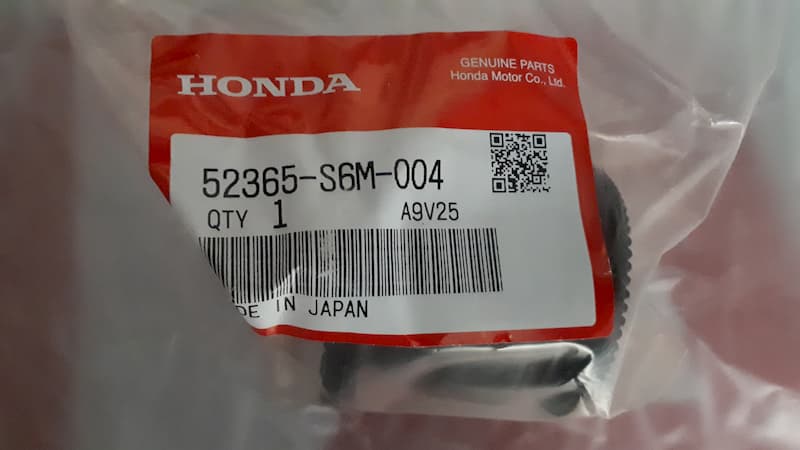 HONDA
GENUINE PARTS
Honda Motor Co., Ltd.
52365-S6M-004
QTY 1 A9V25
DE IN JAPAN